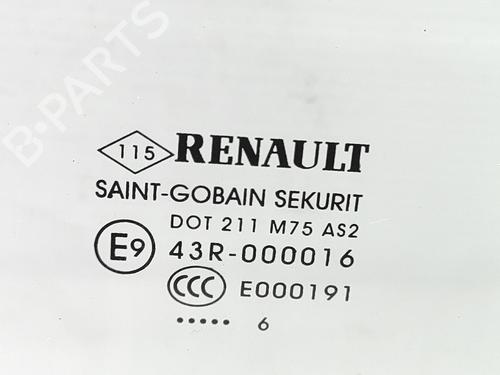 B-PARTS
115 RENAULT
SAINT-GOBAIN SEKURIT
DOT 211 M75 AS2
E9 43R-000016
CCC E000191
..... 6